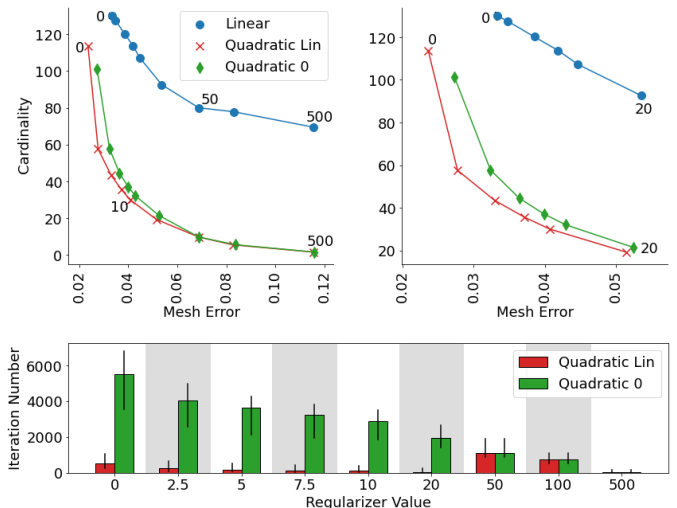 0
0
50
500
10
500
Linear
Quadratic Lin
Quadratic 0
120
100
80
60
40
20
0
Cardinality
0.02 0.04 0.06 0.08 0.10 0.12
Mesh Error
0
0
20
20
120
100
80
60
40
20
0.02 0.03 0.04 0.05
Mesh Error
Quadratic Lin
Quadratic 0
6000
4000
2000
0
Iteration Number
0 2.5 5 7.5 10 20 50 100 500
Regularizer Value